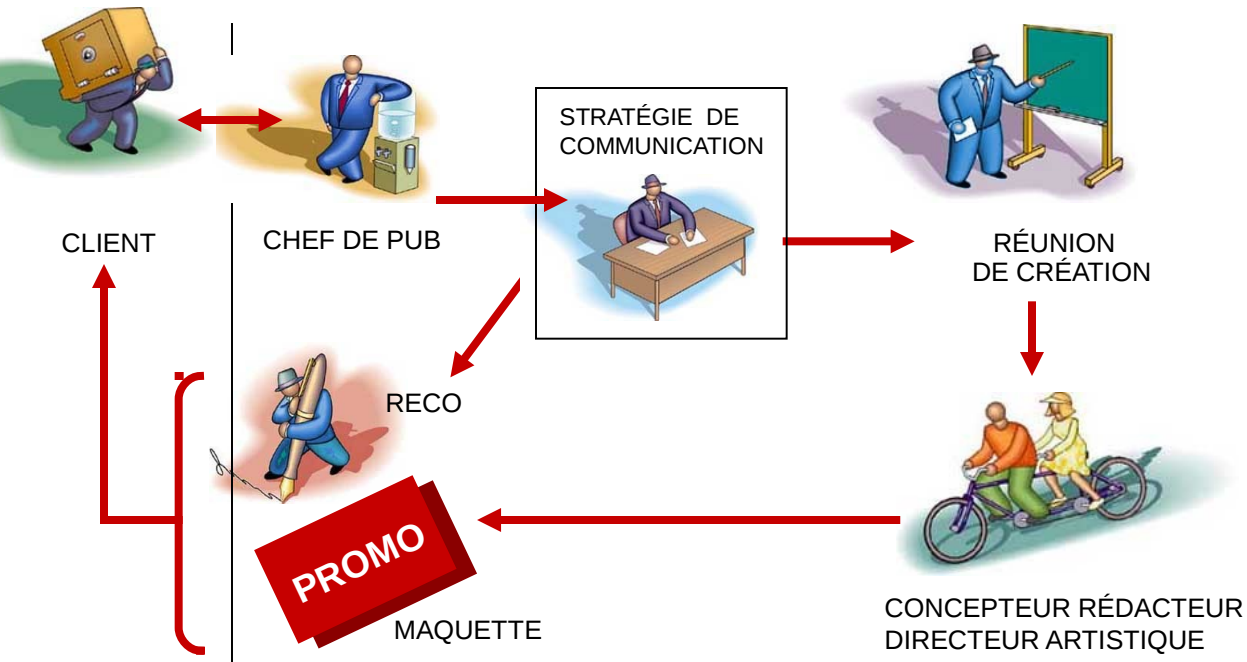 STRATÉGIE DE
COMMUNICATION
CLIENT
CHEF DE PUB
RÉUNION
DE CRÉATION
RECO
PROMO
MAQUETTE
CONCEPTEUR RÉDACTEUR
DIRECTEUR ARTISTIQUE